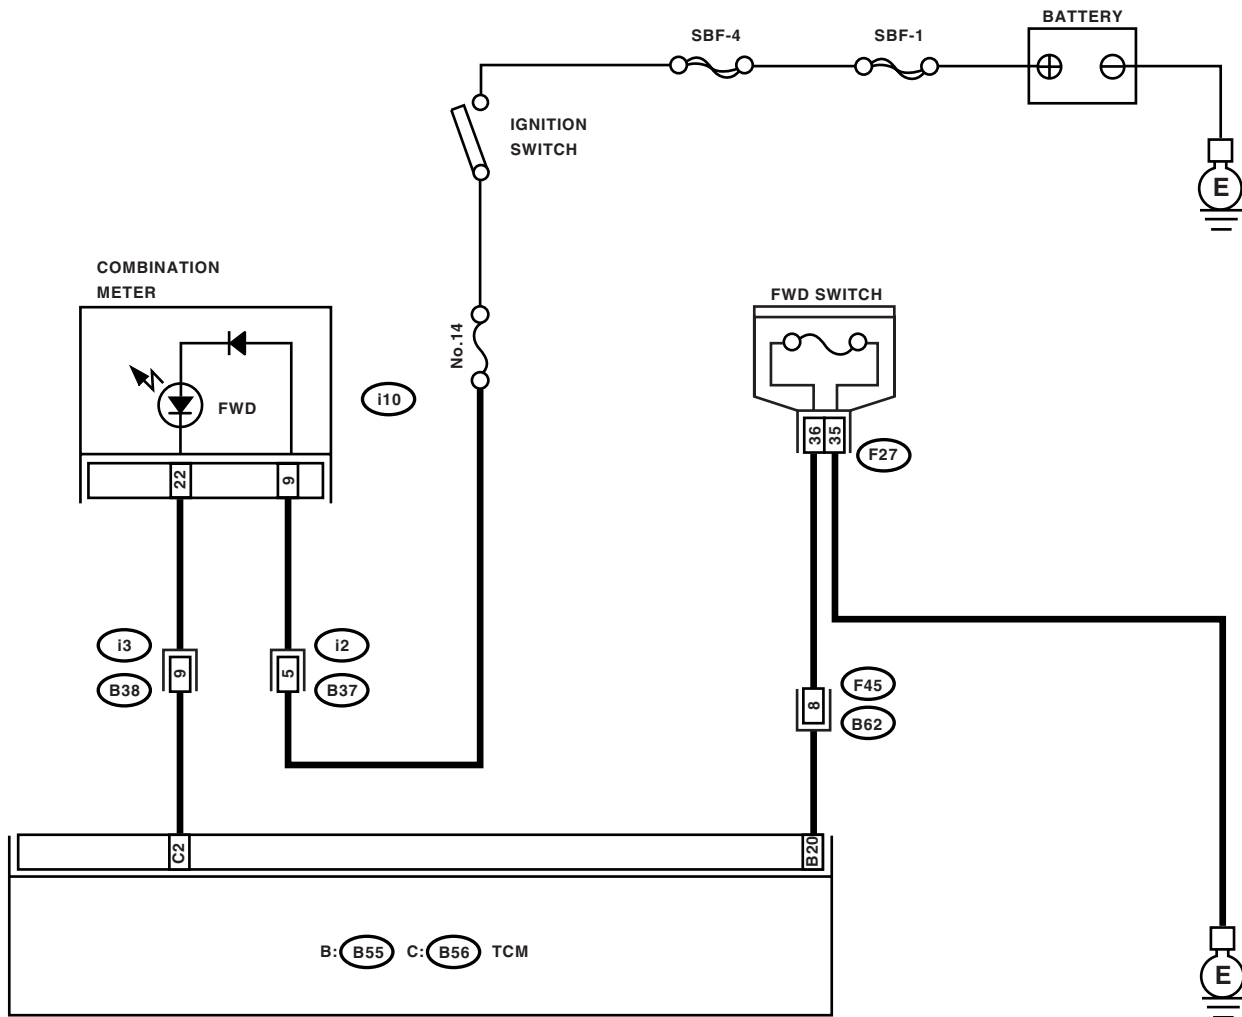 BATTERY
SBF-4
SBF-1
IGNITION
SWITCH
E
COMBINATION
METER
FWD SWITCH
No.14
FWD
i10
36
35
F27
22
9
i3
B38
9
5
i2
B37
8
F45
B62
C2
B20
B: B55 C: B56 TCM
E